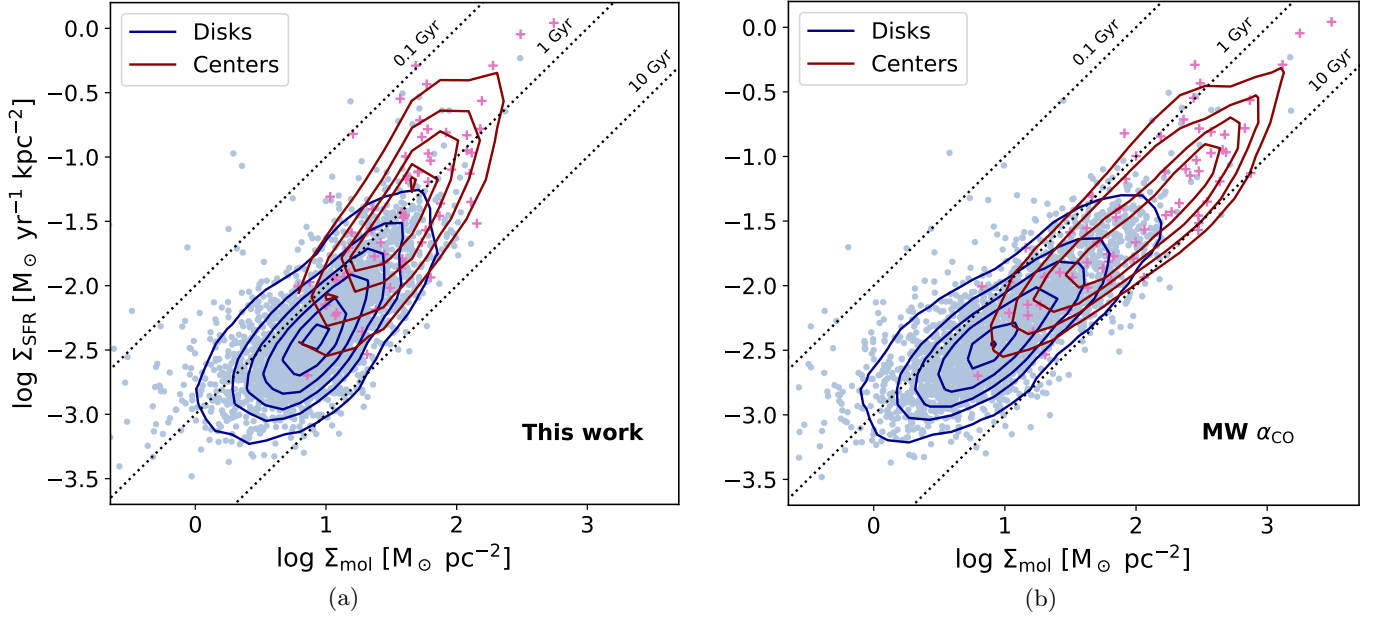 Disks
Centers
0.1 Gyr
1 Gyr
10 Gyr
0.0
−0.5
−1.0
−1.5
−2.0
−2.5
−3.0
−3.5
log Σ_SFR [M_⊙ yr⁻¹ kpc⁻²]
This work
0 1 2 3
log Σ_mol [M_⊙ pc⁻²]
(a)
Disks
Centers
0.1 Gyr
1 Gyr
10 Gyr
0.0
−0.5
−1.0
−1.5
−2.0
−2.5
−3.0
−3.5
MW α_CO
0 1 2 3
log Σ_mol [M_⊙ pc⁻²]
(b)